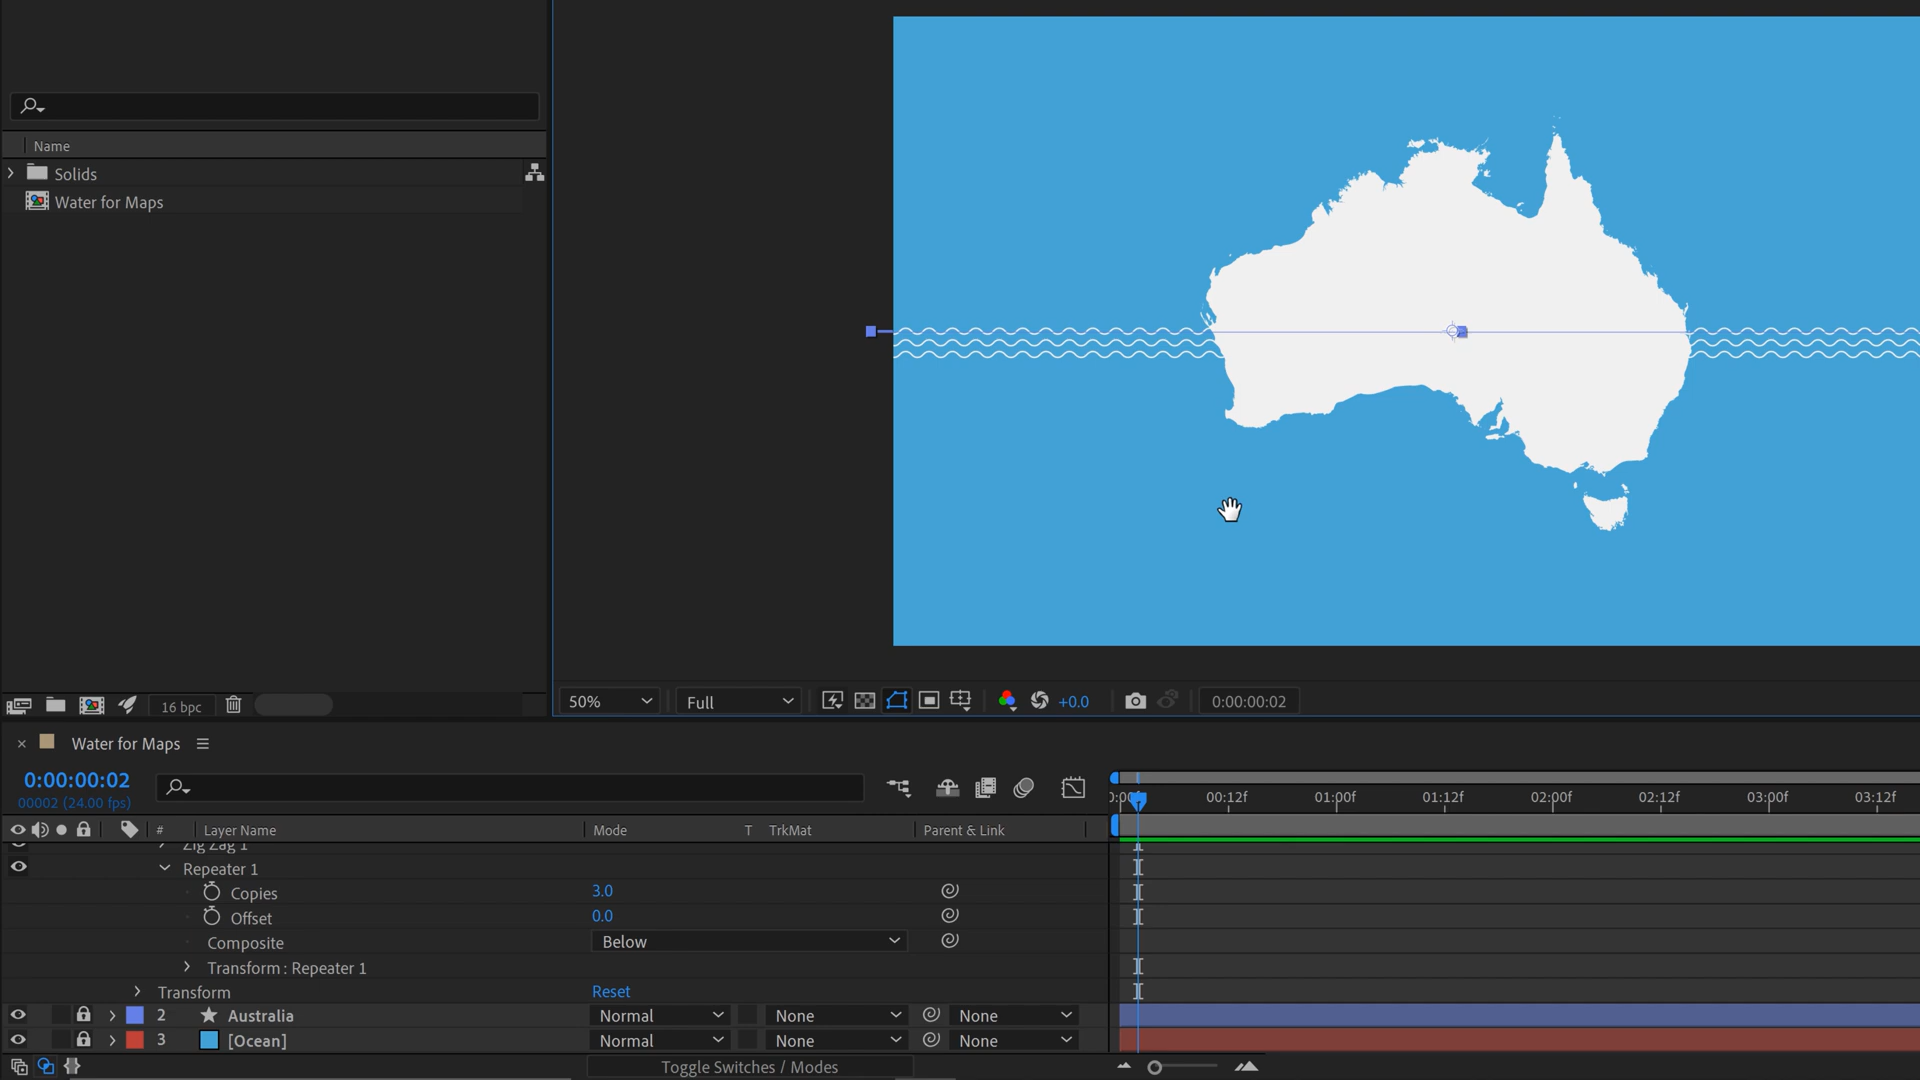 Name
Solids
Water for Maps
16 bpc
50%
Full
+0.0
0:00:00:02
Water for Maps
0:00:00:02
00002 (24.00 fps)
00:12f
01:00f
01:12f
02:00f
02:12f
03:00f
03:12f
#
Layer Name
Mode
T
TrkMat
Parent & Link
Zig Zag 1
Repeater 1
Copies
3.0
Offset
0.0
Composite
Below
Transform : Repeater 1
Transform
Reset
2
Australia
Normal
None
None
3
[Ocean]
Normal
None
None
Toggle Switches / Modes